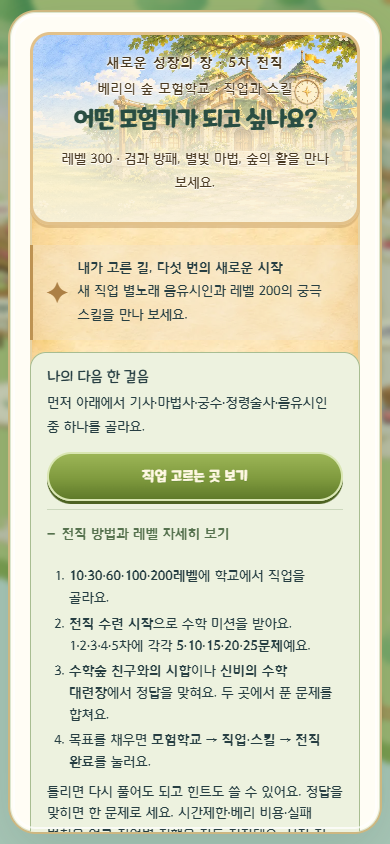 새로운 성장의 장 · 5차 전직
베리의 숲 모험학교 · 직업과 스킬
어떤 모험가가 되고 싶나요?
레벨 300 · 검과 방패, 별빛 마법, 숲의 활을 만나
보세요.
내가 고른 길, 다섯 번의 새로운 시작
새 직업 별노래 음유시인과 레벨 200의 궁극
스킬을 만나 보세요.
나의 다음 한 걸음
먼저 아래에서 기사·마법사·궁수·정령술사·음유시인
중 하나를 골라요.
직업 고르는 곳 보기
– 전직 방법과 레벨 자세히 보기
1. 10·30·60·100·200레벨에 학교에서 직업을
골라요.
2. 전직 수련 시작으로 수학 미션을 받아요.
1·2·3·4·5차에 각각 5·10·15·20·25문제예요.
3. 수학숲 친구와의 시합이나 신비의 수학
대련장에서 정답을 맞혀요. 두 곳에서 푼 문제를
합쳐요.
4. 목표를 채우면 모험학교 → 직업·스킬 → 전직
완료를 눌러요.
틀리면 다시 풀어도 되고 힌트도 쓸 수 있어요. 정답을
맞히면 한 문제로 세요. 시간제한·베리 비용·실패